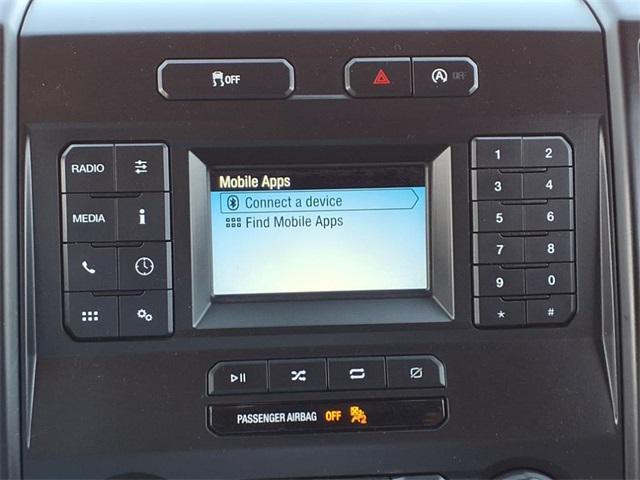 OFF
A OFF
RADIO
MEDIA
i
Mobile Apps
Connect a device
Find Mobile Apps
1 2
3 4
5 6
7 8
9 0
* #
PASSENGER AIRBAG OFF 2